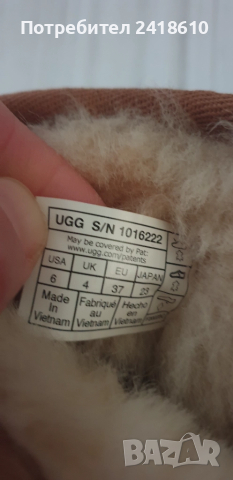 Потребител 2418610
UGG S/N 1016222
May be covered by Pat:
www.ugg.com/patents
USA UK EU JAPAN
6 4 37 23
Made in Vietnam Fabriqué au Vietnam Hecho en Vietnam
BAZAR